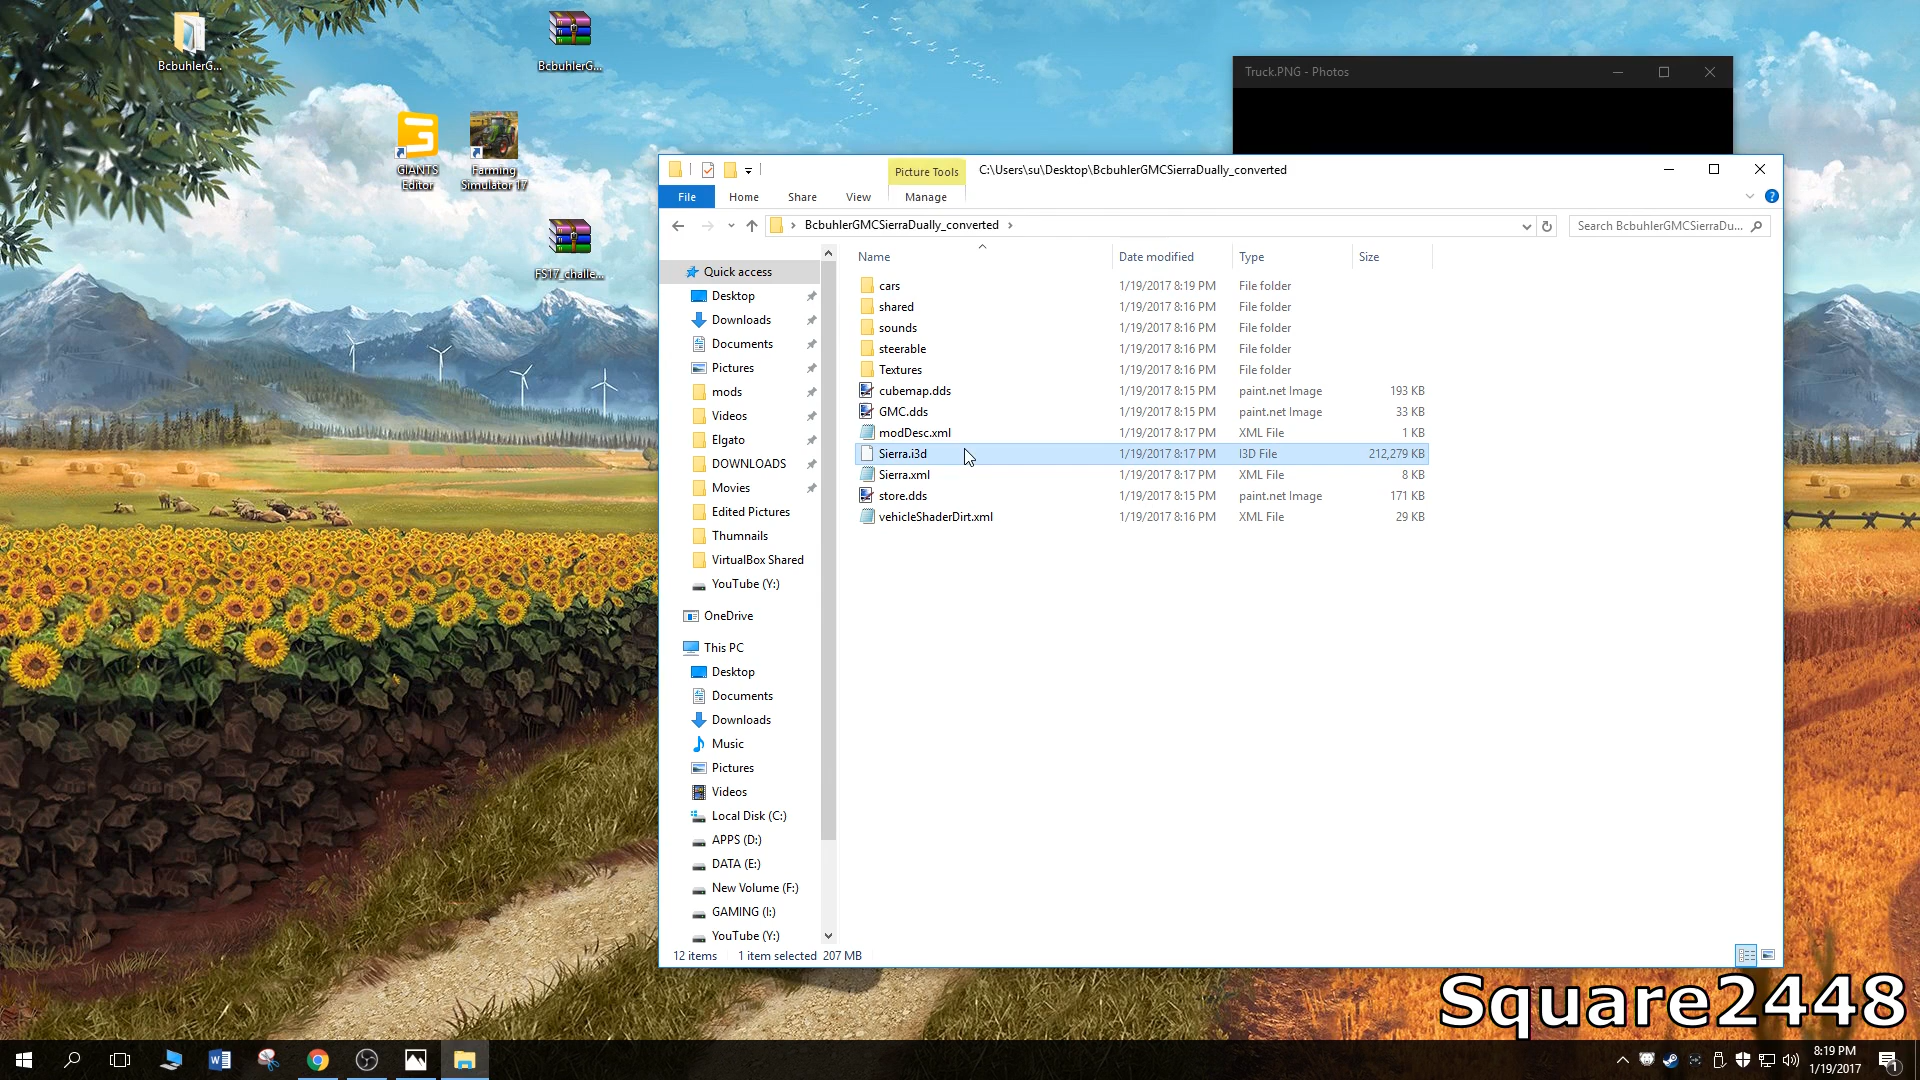 BcbuhlerG...
BcbuhlerG...
GIANTS
Editor
Farming
Simulator 17
FS17_challe...
Truck.PNG - Photos
Picture Tools
C:\Users\su\Desktop\BcbuhlerGMCSierraDually_converted
File
Home
Share
View
Manage
BcbuhlerGMCSierraDually_converted
Search BcbuhlerGMCSierraDu...
Name
Date modified
Type
Size
Quick access
Desktop
Downloads
Documents
Pictures
mods
Videos
Elgato
DOWNLOADS
Movies
Edited Pictures
Thumnails
VirtualBox Shared
YouTube (Y:)
OneDrive
This PC
Desktop
Documents
Downloads
Music
Pictures
Videos
Local Disk (C:)
APPS (D:)
DATA (E:)
New Volume (F:)
GAMING (I:)
YouTube (Y:)
cars 1/19/2017 8:19 PM File folder
shared 1/19/2017 8:16 PM File folder
sounds 1/19/2017 8:16 PM File folder
steerable 1/19/2017 8:16 PM File folder
Textures 1/19/2017 8:16 PM File folder
cubemap.dds 1/19/2017 8:15 PM paint.net Image 193 KB
GMC.dds 1/19/2017 8:15 PM paint.net Image 33 KB
modDesc.xml 1/19/2017 8:17 PM XML File 1 KB
Sierra.i3d 1/19/2017 8:17 PM I3D File 212,279 KB
Sierra.xml 1/19/2017 8:17 PM XML File 8 KB
store.dds 1/19/2017 8:15 PM paint.net Image 171 KB
vehicleShaderDirt.xml 1/19/2017 8:16 PM XML File 29 KB
12 items 1 item selected 207 MB
Square2448
8:19 PM
1/19/2017
1